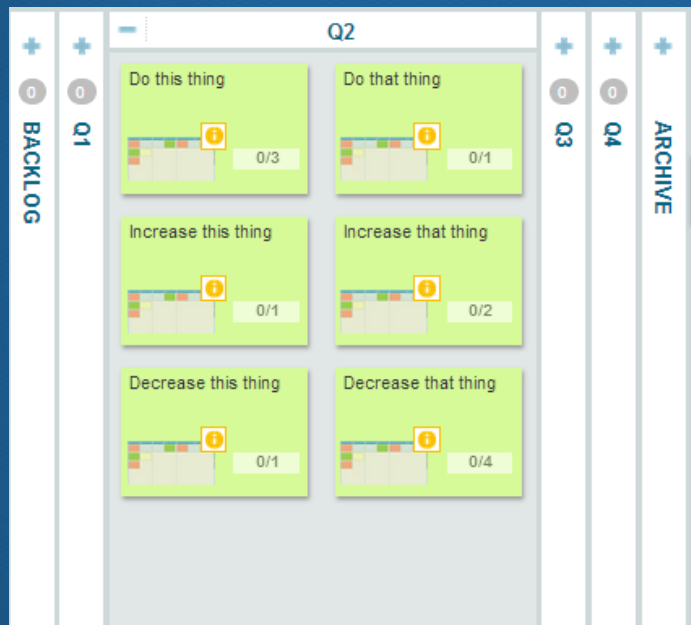 Q2
0
BACKLOG
0
Q1
Do this thing
0/3
Do that thing
0/1
Increase this thing
0/1
Increase that thing
0/2
Decrease this thing
0/1
Decrease that thing
0/4
0
Q3
0
Q4
ARCHIVE